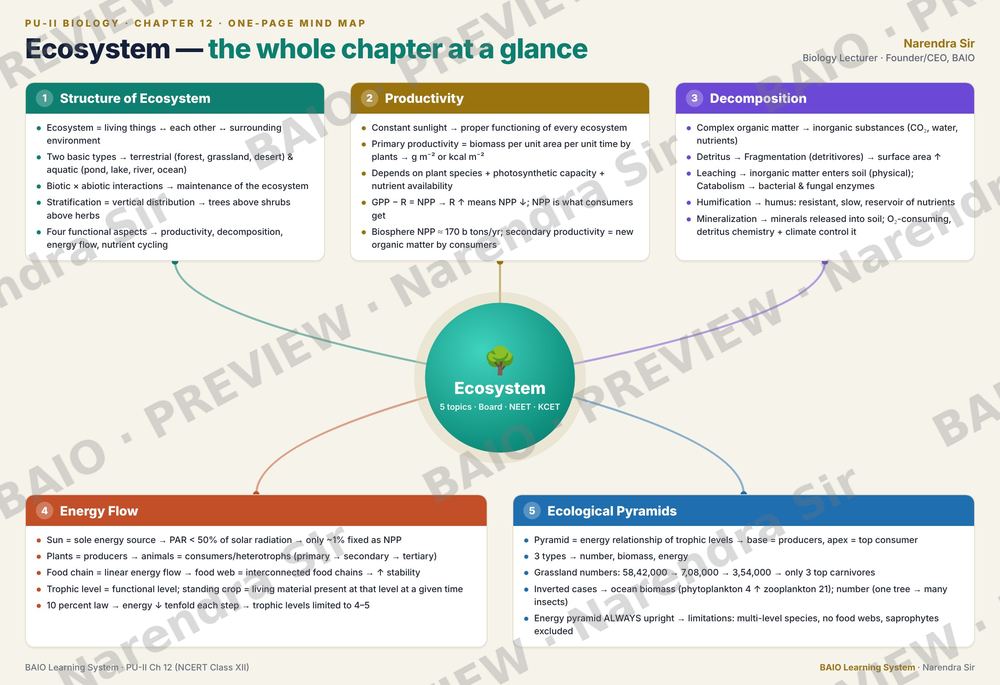 PU-II BIOLOGY · CHAPTER 12 · ONE-PAGE MIND MAP
Ecosystem — the whole chapter at a glance
Narendra Sir
Biology Lecturer · Founder/CEO, BAIO
1 Structure of Ecosystem
• Ecosystem = living things ↔ each other ↔ surrounding
environment
• Two basic types → terrestrial (forest, grassland, desert) &
aquatic (pond, lake, river, ocean)
• Biotic × abiotic interactions → maintenance of the ecosystem
• Stratification = vertical distribution → trees above shrubs
above herbs
• Four functional aspects → productivity, decomposition,
energy flow, nutrient cycling
2 Productivity
• Constant sunlight → proper functioning of every ecosystem
• Primary productivity = biomass per unit area per unit time by
plants → g m⁻² or kcal m⁻²
• Depends on plant species + photosynthetic capacity +
nutrient availability
• GPP − R = NPP → R ↑ means NPP ↓; NPP is what consumers
get
• Biosphere NPP ≈ 170 b tons/yr; secondary productivity = new
organic matter by consumers
3 Decomposition
• Complex organic matter → inorganic substances (CO₂, water,
nutrients)
• Detritus → Fragmentation (detritivores) → surface area ↑
• Leaching → inorganic matter enters soil (physical);
Catabolism → bacterial & fungal enzymes
• Humification → humus: resistant, slow, reservoir of nutrients
• Mineralization → minerals released into soil; O₂-consuming,
detritus chemistry + climate control it
Ecosystem
5 topics · Board · NEET · KCET
4 Energy Flow
• Sun = sole energy source → PAR < 50% of solar radiation → only ~1% fixed as NPP
• Plants = producers → animals = consumers/heterotrophs (primary → secondary → tertiary)
• Food chain = linear energy flow → food web = interconnected food chains → ↑ stability
• Trophic level = functional level; standing crop = living material present at that level at a given time
• 10 percent law → energy ↓ tenfold each step → trophic levels limited to 4–5
5 Ecological Pyramids
• Pyramid = energy relationship of trophic levels → base = producers, apex = top consumer
• 3 types → number, biomass, energy
• Grassland numbers: 58,42,000 → 7,08,000 → 3,54,000 → only 3 top carnivores
• Inverted cases → ocean biomass (phytoplankton 4 ↑ zooplankton 21); number (one tree → many
insects)
• Energy pyramid ALWAYS upright → limitations: multi-level species, no food webs, saprophytes
excluded
BAIO Learning System · PU-II Ch 12 (NCERT Class XII)
BAIO Learning System · Narendra Sir
BAIO · PREVIEW · Narendra Sir